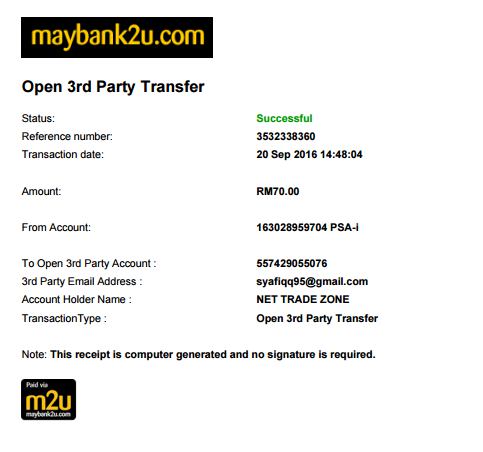 maybank2u.com
Open 3rd Party Transfer
Status: Successful
Reference number: 3532338360
Transaction date: 20 Sep 2016 14:48:04
Amount: RM70.00
From Account: 163028959704 PSA-i
To Open 3rd Party Account : 557429055076
3rd Party Email Address : syafiqq95@gmail.com
Account Holder Name : NET TRADE ZONE
TransactionType : Open 3rd Party Transfer
Note: This receipt is computer generated and no signature is required.
Paid via
m2u
maybank2u.com